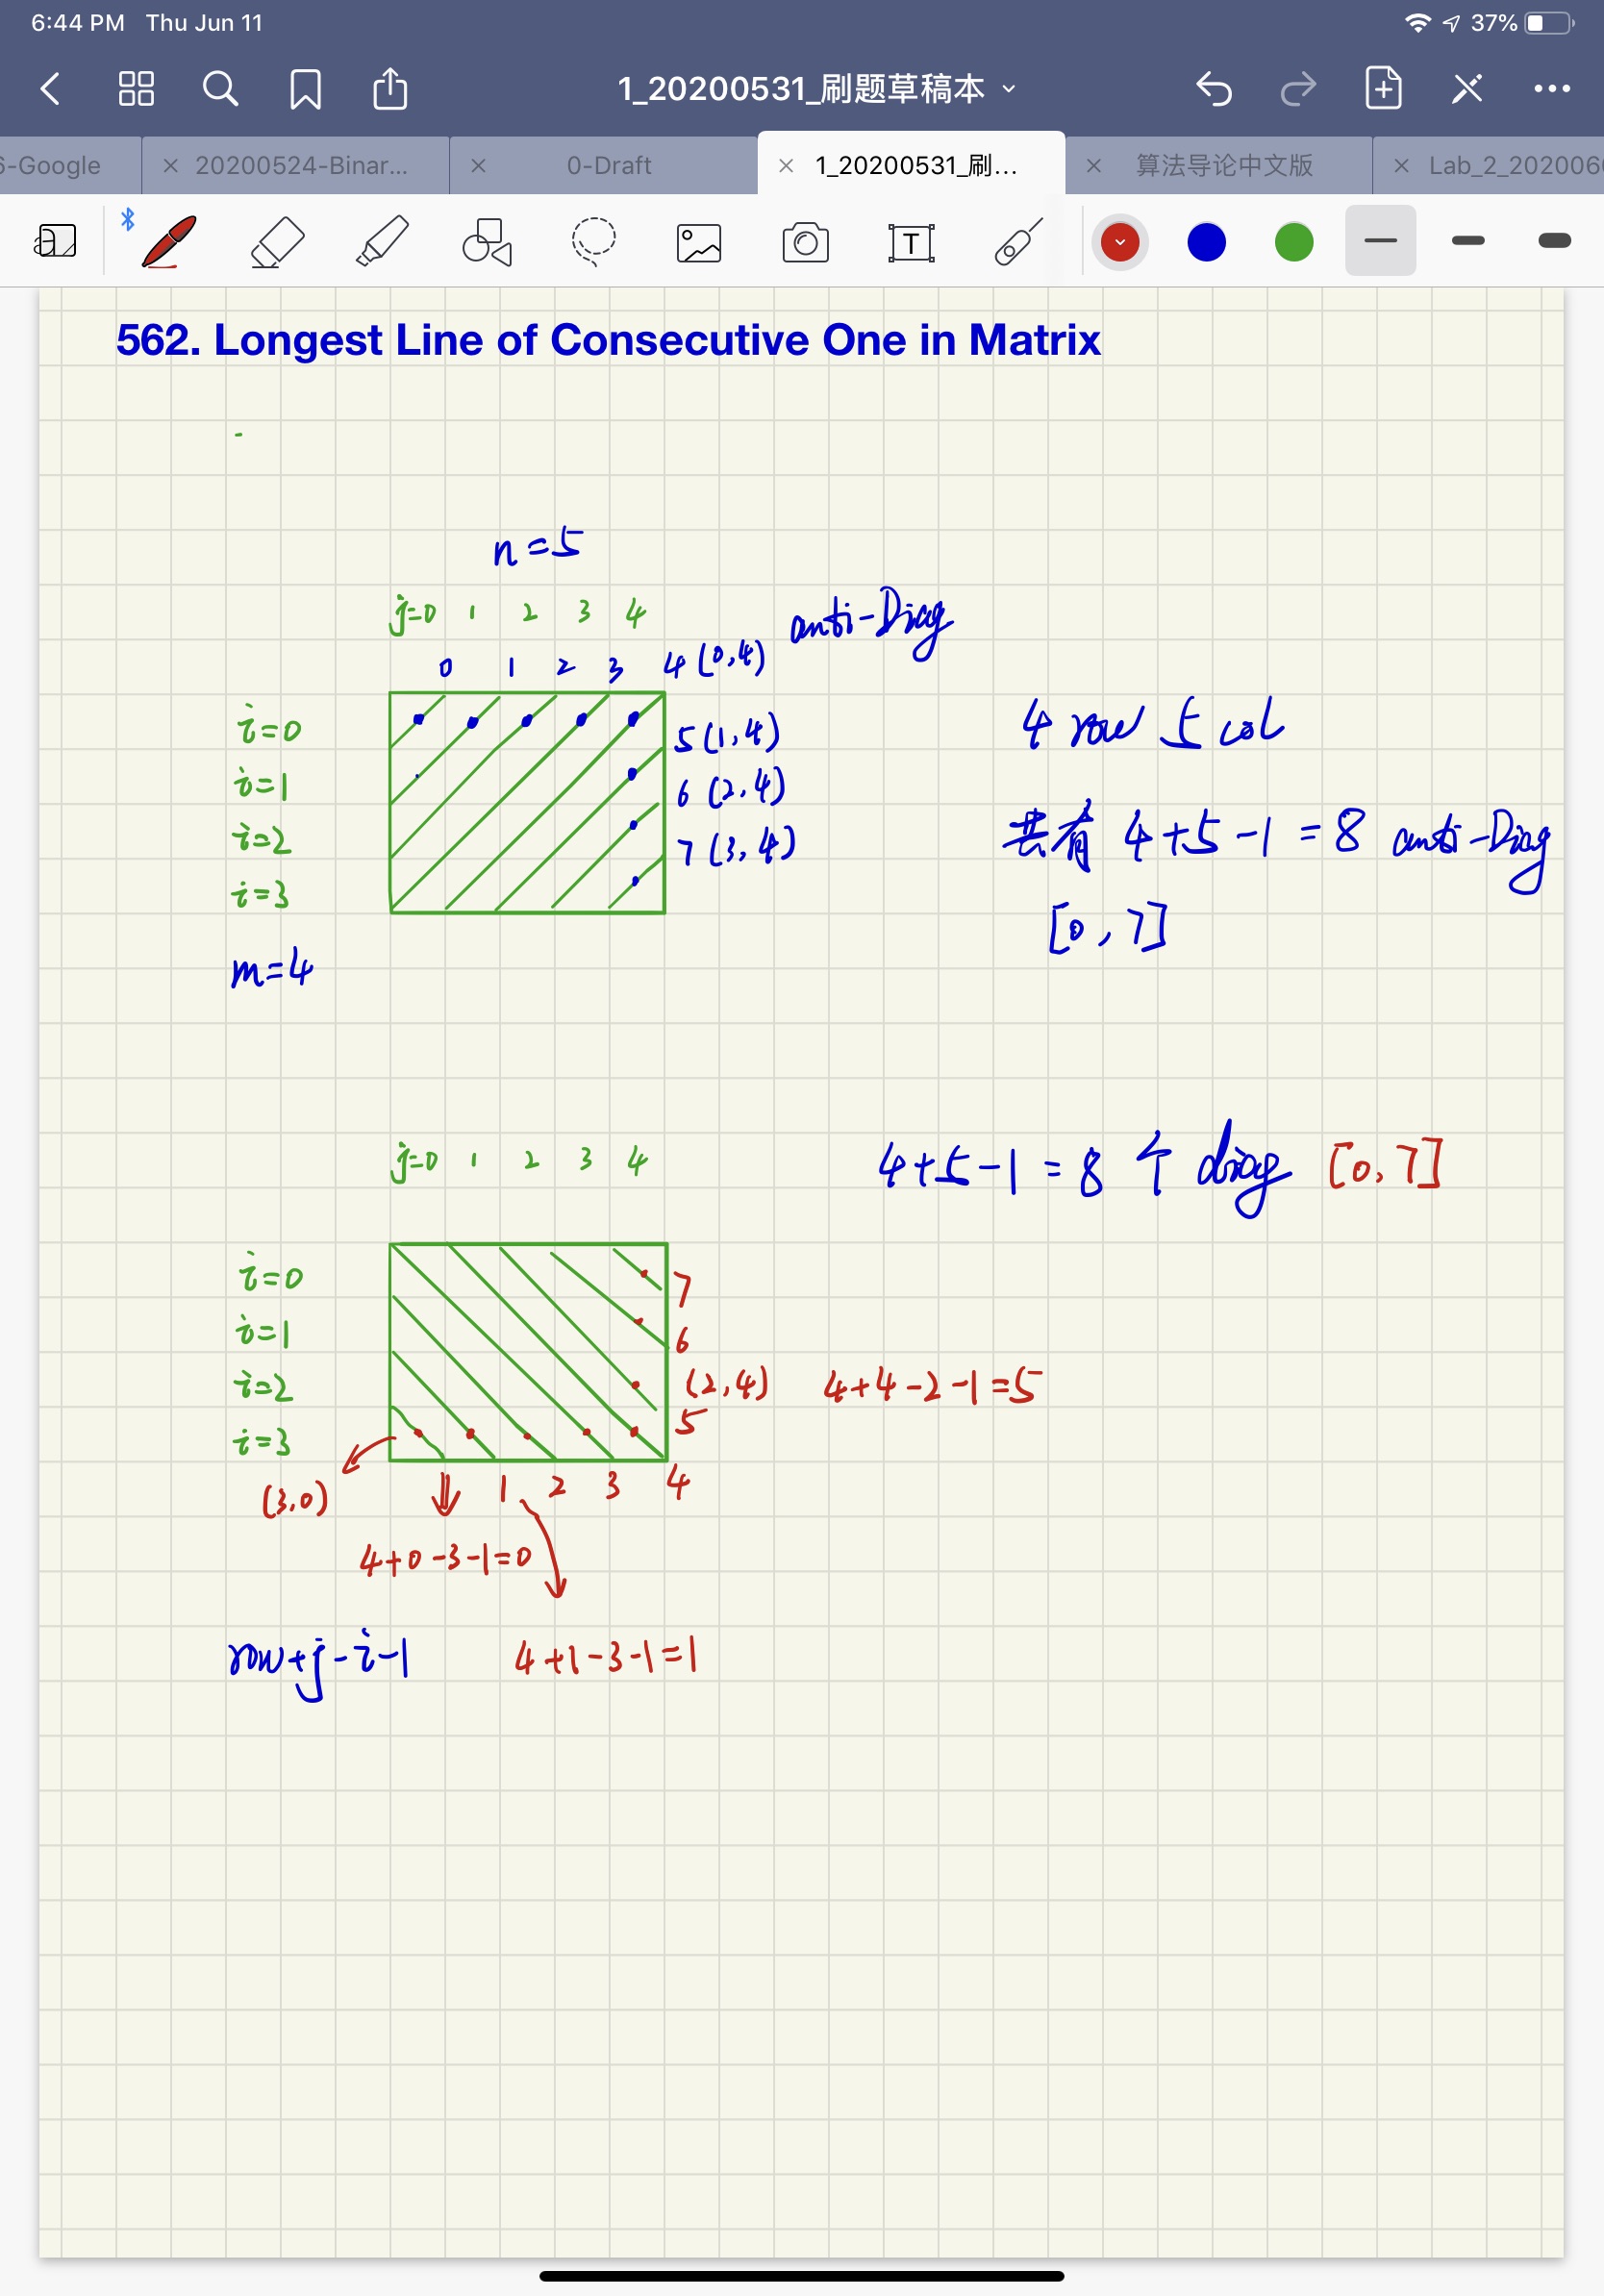 6:44 PM Thu Jun 11
37%
1_20200531_刷题草稿本
6-Google
20200524-Binar...
0-Draft
1_20200531_刷...
算法导论中文版
Lab_2_202006
T
562. Longest Line of Consecutive One in Matrix
n=5
j=0 1 2 3 4
anti-Diag
0 1 2 3 4 (0,4)
i=0
5 (1,4)
4 row 5 col
i=1
6 (2,4)
i=2
7 (3,4)
共有 4+5-1=8 anti-Diag
i=3
[0,7]
m=4
j=0 1 2 3 4
4+5-1=8 个 diag [0,7]
i=0
7
i=1
6
i=2
(2,4) 4+4-2-1=5
5
i=3
(3,0)
1 2 3 4
4+0-3-1=0
row+j-i-1
4+1-3-1=1